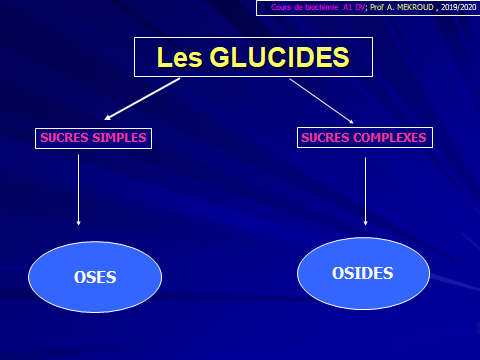 Cours de biochimie A1 DV; Prof A. MEKROUD , 2019/2020
Les GLUCIDES
SUCRES SIMPLES
SUCRES COMPLEXES
OSES
OSIDES